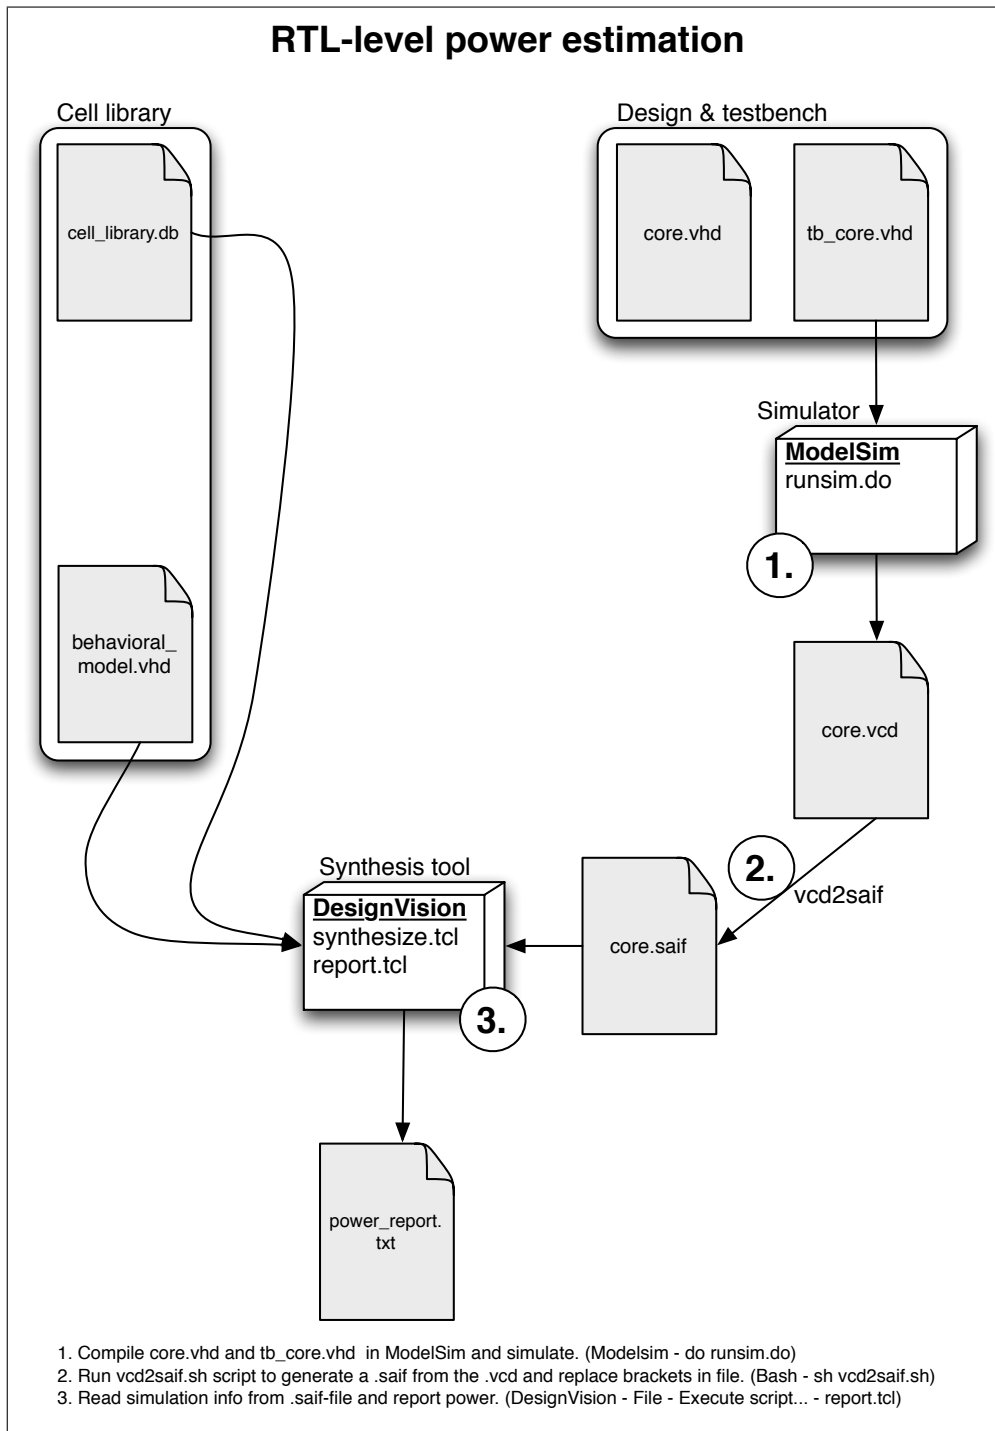 RTL-level power estimation
Cell library
Design & testbench
cell_library.db
core.vhd
tb_core.vhd
Simulator
ModelSim
runsim.do
1.
behavioral_
model.vhd
core.vcd
2.
vcd2saif
Synthesis tool
DesignVision
synthesize.tcl
report.tcl
3.
core.saif
power_report.
txt
1. Compile core.vhd and tb_core.vhd in ModelSim and simulate. (Modelsim - do runsim.do)
2. Run vcd2saif.sh script to generate a .saif from the .vcd and replace brackets in file. (Bash - sh vcd2saif.sh)
3. Read simulation info from .saif-file and report power. (DesignVision - File - Execute script... - report.tcl)